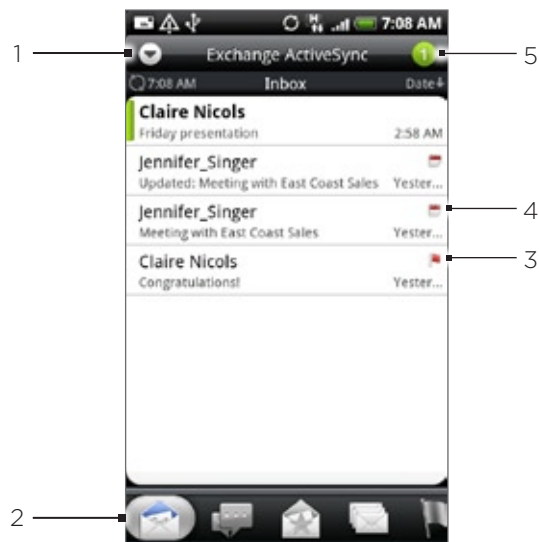 7:08 AM
1
Exchange ActiveSync
1
5
7:08 AM
Inbox
Date
Claire Nicols
Friday presentation
2:58 AM
Jennifer_Singer
Updated: Meeting with East Coast Sales
Yester...
Jennifer_Singer
4
Meeting with East Coast Sales
Yester...
Claire Nicols
3
Congratulations!
Yester...
2